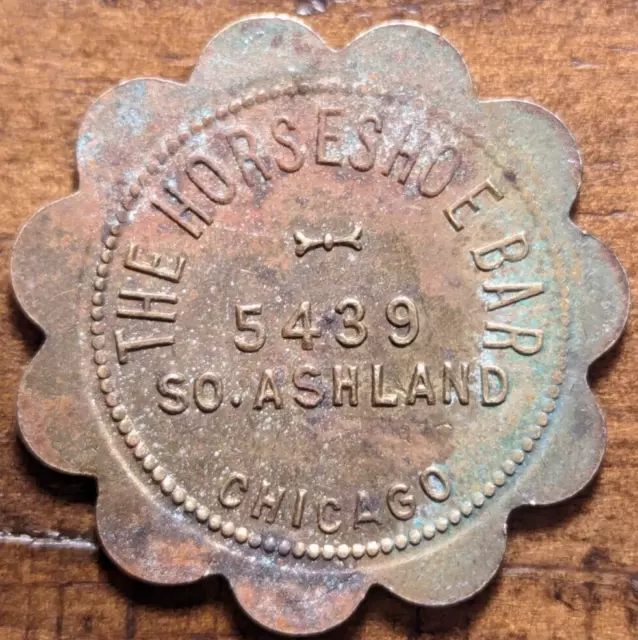 THE HORSESHOE BAR
5439
SO. ASHLAND
CHICAGO